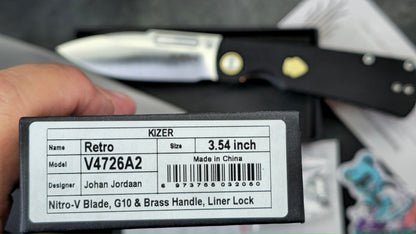 KIZER
Name Retro Size 3.54 inch
Model V4726A2 Made in China
Designer Johan Jordaan 6 973766 032060
Nitro-V Blade, G10 & Brass Handle, Liner Lock